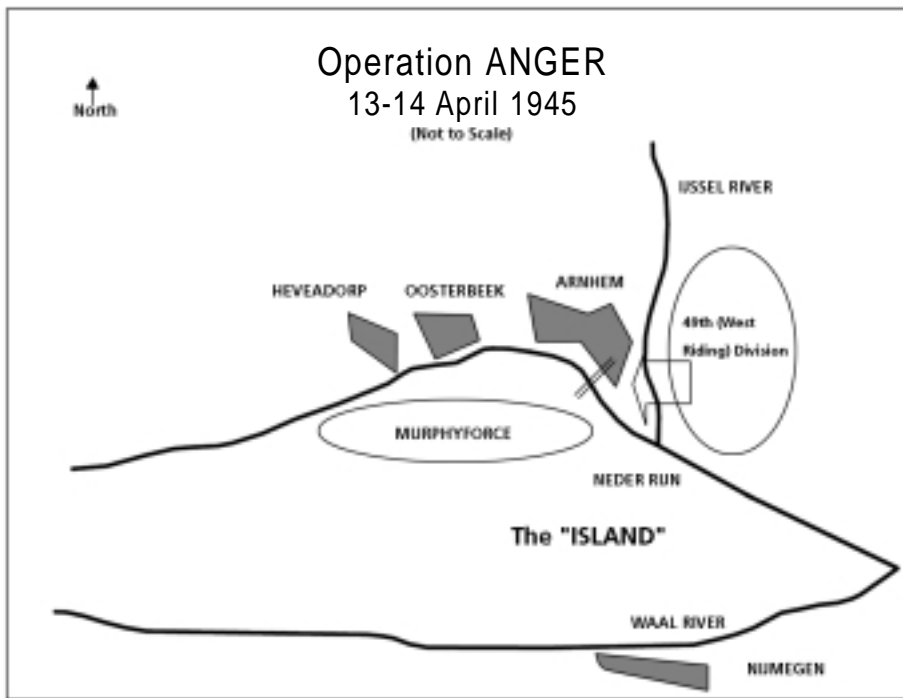 Operation ANGER
13-14 April 1945
(Not to Scale)
North
IJSSEL RIVER
HEVEADORP
OOSTERBEEK
ARNHEM
49th (West
Riding) Division
MURPHYFORCE
NEDER RIJN
The "ISLAND"
WAAL RIVER
NIJMEGEN